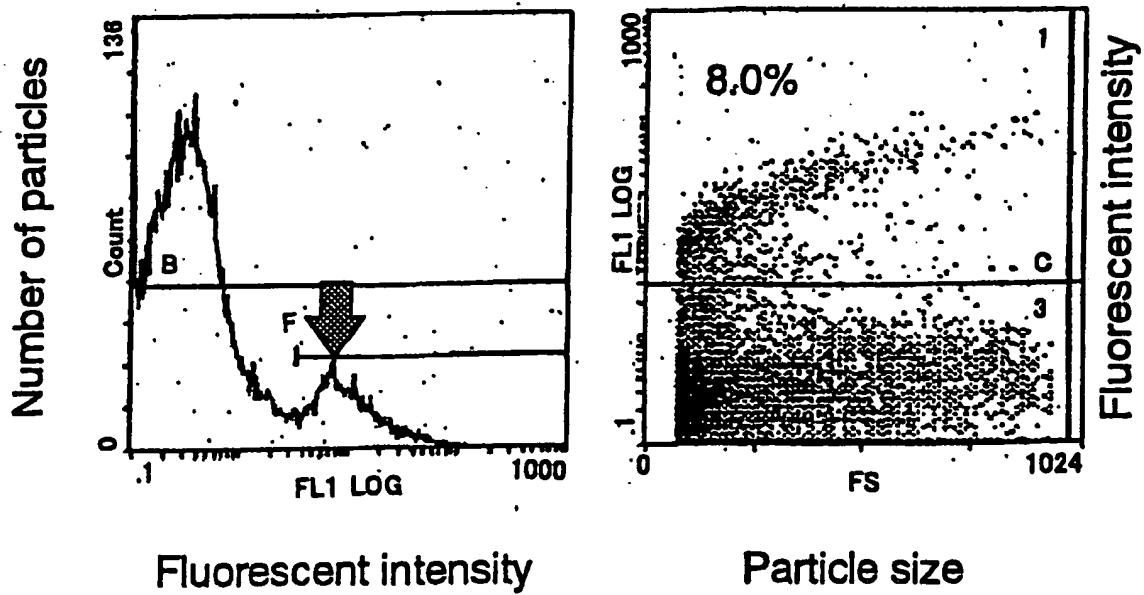 Number of particles
136
Count
0
B
F
.1
1000
FL1 LOG
Fluorescent intensity
8.0%
1
C
3
1000
FL1 LOG
.1
0
1024
FS
Particle size
Fluorescent intensity